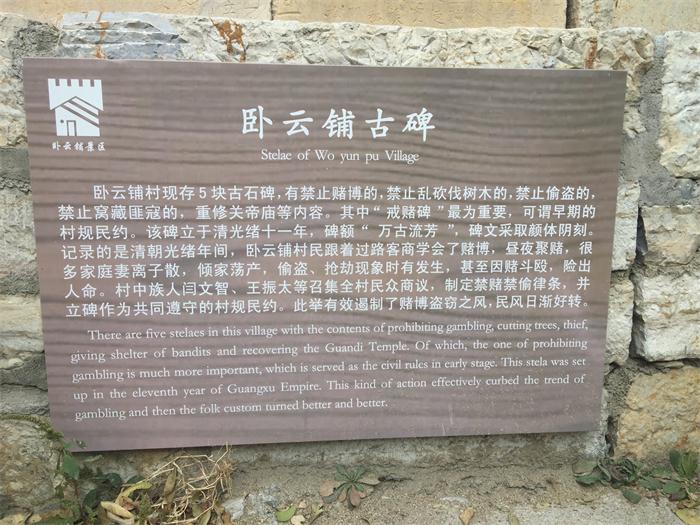 卧云铺景区
卧云铺古碑
Stelae of Wo yun pu Village
卧云铺村现存5块古石碑，有禁止赌博的，禁止乱砍伐树木的，禁止偷盗的，
禁止窝藏匪寇的，重修关帝庙等内容。其中“戒赌碑”最为重要，可谓早期的
村规民约。该碑立于清光绪十一年，碑额“ 万古流芳 ”，碑文采取颜体阴刻。
记录的是清朝光绪年间，卧云铺村民跟着过路客商学会了赌博，昼夜聚赌，很
多家庭妻离子散，倾家荡产，偷盗、抢劫现象时有发生，甚至因赌斗殴，险出
人命。村中族人闫文智、王振太等召集全村民众商议，制定禁赌禁偷律条，并
立碑作为共同遵守的村规民约。此举有效遏制了赌博盗窃之风，民风日渐好转。
There are five stelaes in this village with the contents of prohibiting gambling, cutting trees, thief,
giving shelter of bandits and recovering the Guandi Temple. Of which, the one of prohibiting
gambling is much more important, which is served as the civil rules in early stage. This stela was set
up in the eleventh year of Guangxu Empire. This kind of action effectively curbed the trend of
gambling and then the folk custom turned better and better.